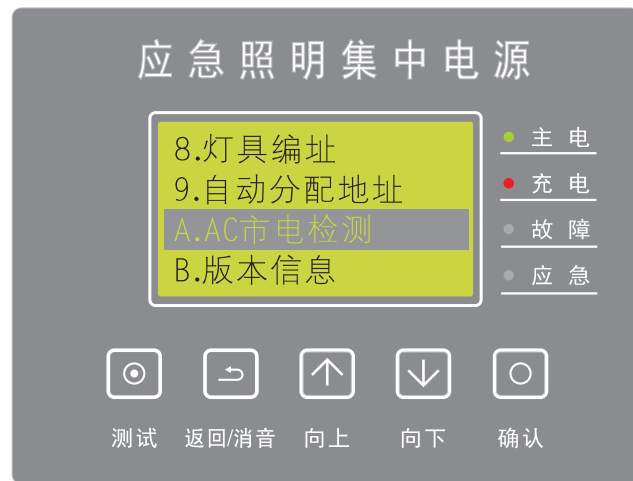 应急照明集中电源
8.灯具编址
9.自动分配地址
A.AC市电检测
B.版本信息
主电
充电
故障
应急
测试 返回/消音 向上 向下 确认